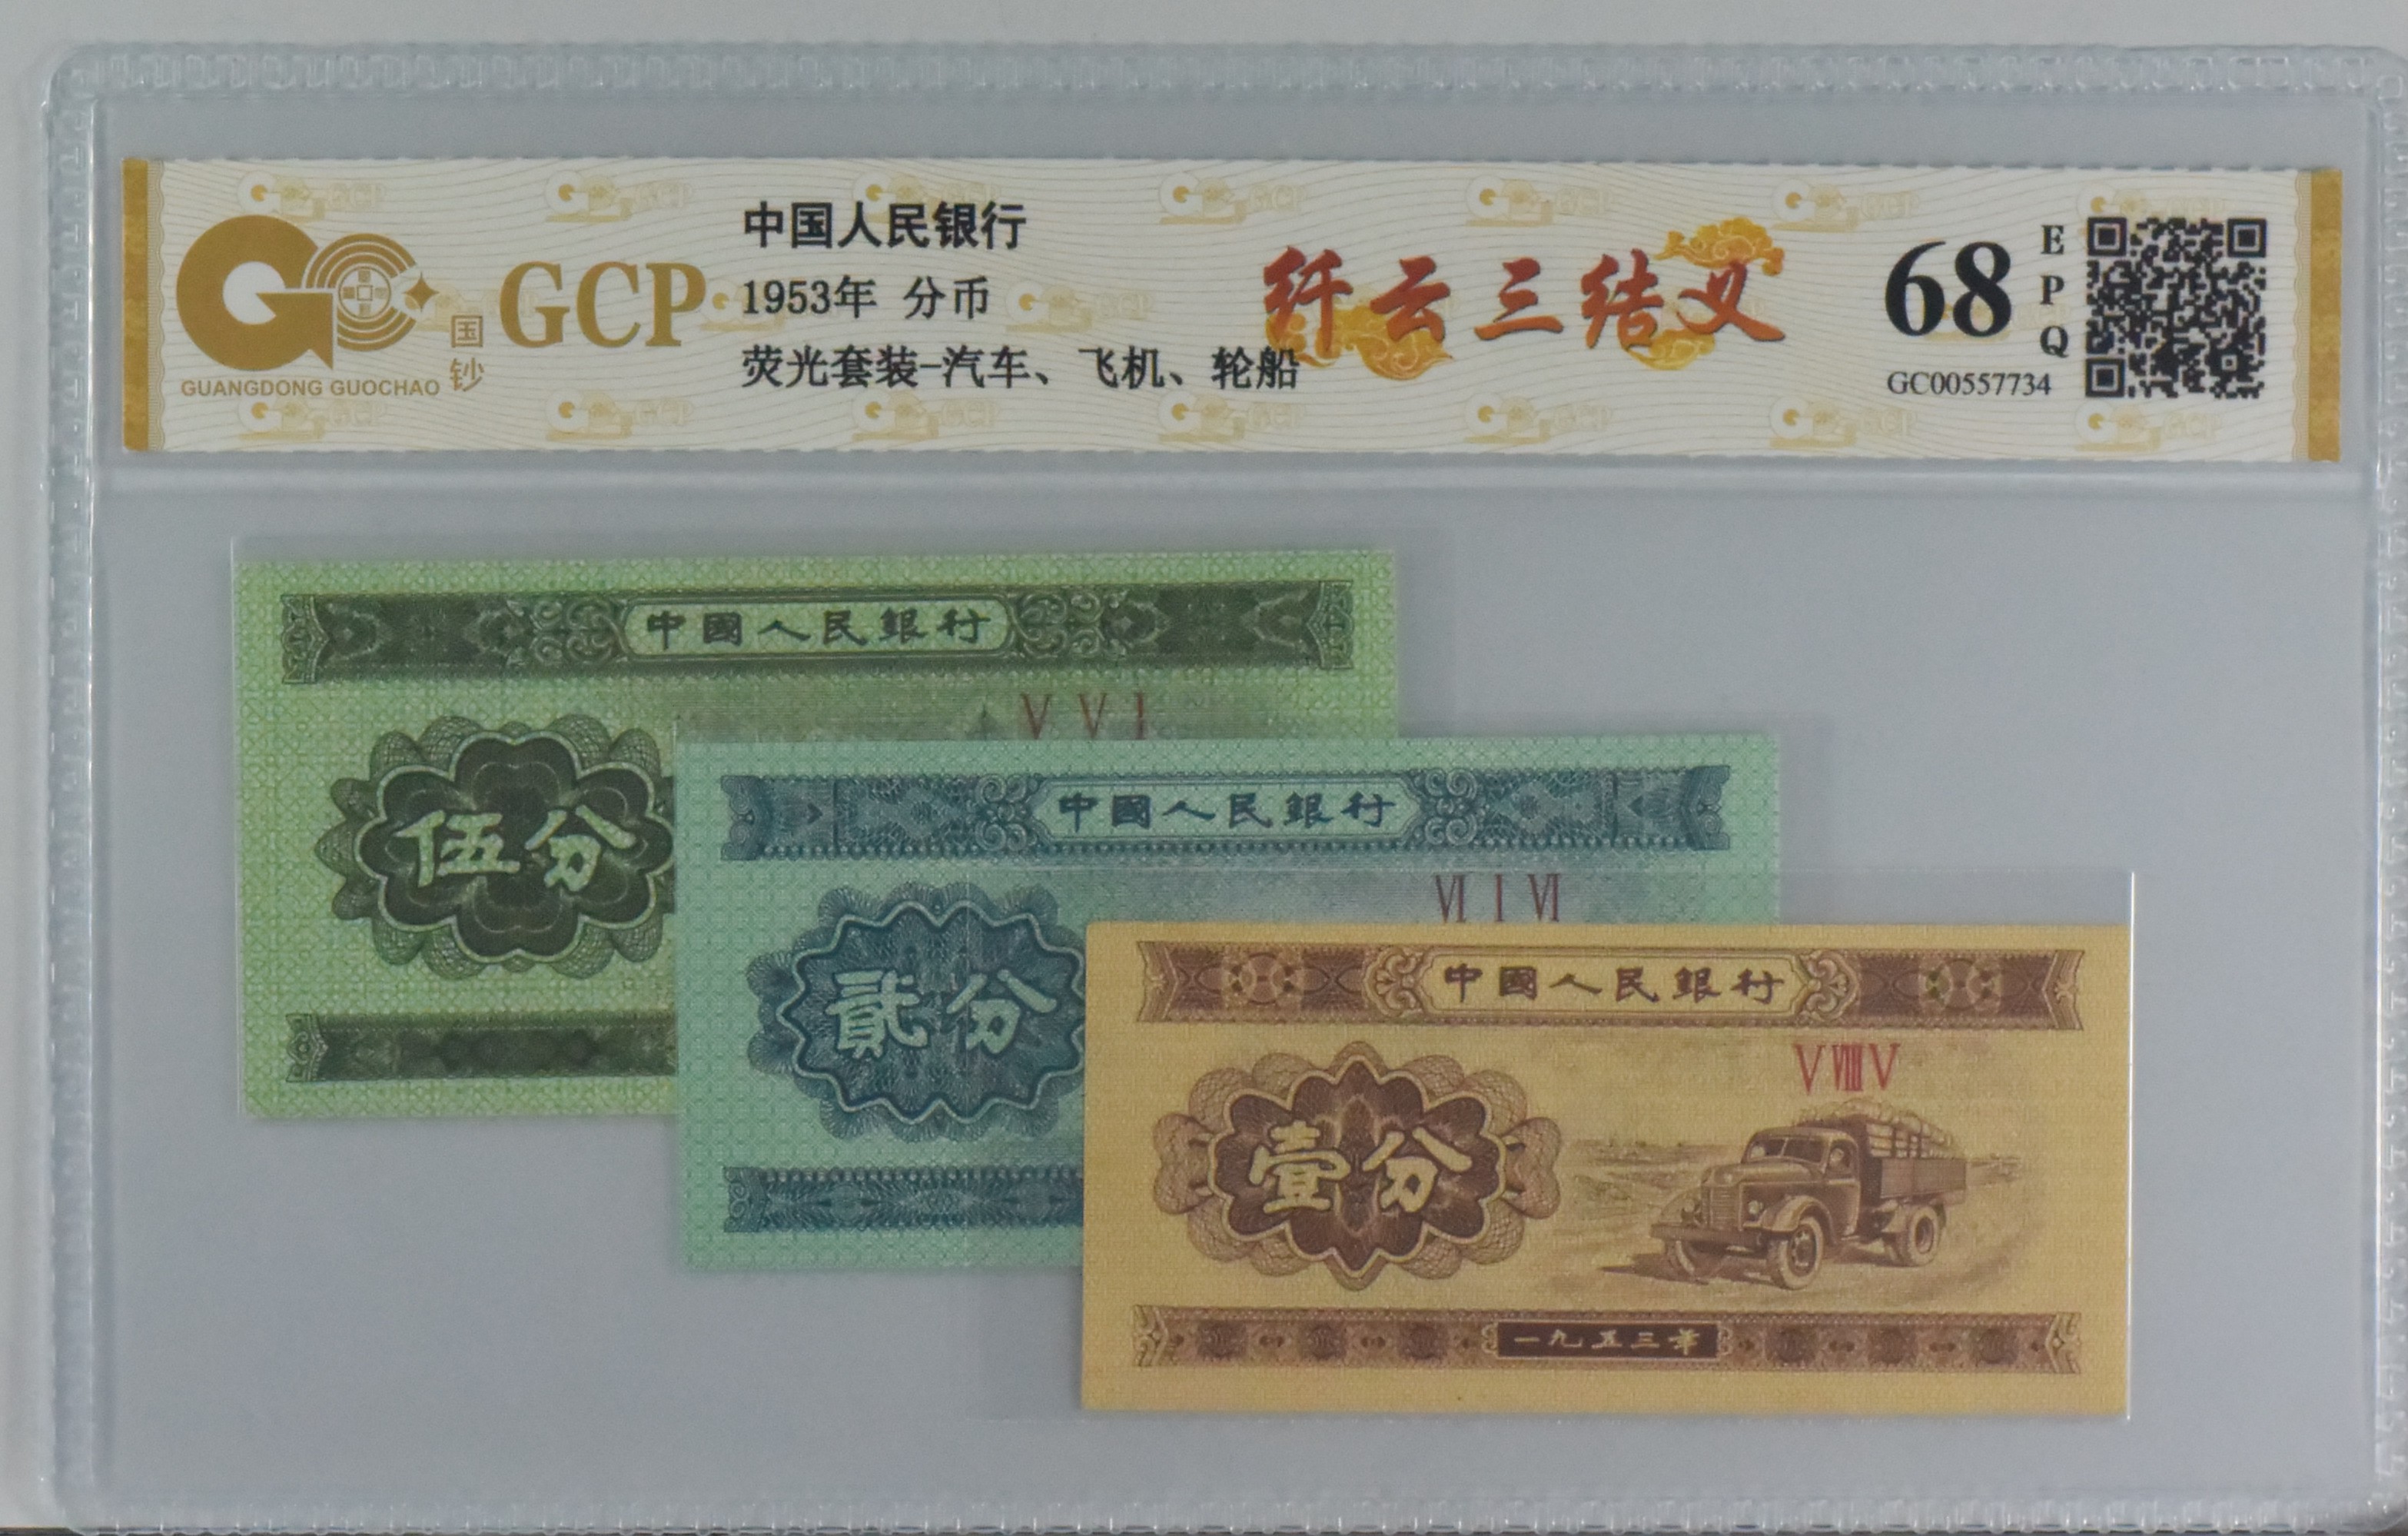 GCP
国钞
GUANGDONG GUOCHAO
中国人民银行
1953年 分币
荧光套装-汽车、飞机、轮船
纤云三结义
68
EPQ
GC00557734
中國人民銀行
V V I
伍分
中國人民銀行
VI I VI
貳分
中國人民銀行
V VIIII V
壹分
一九五三年